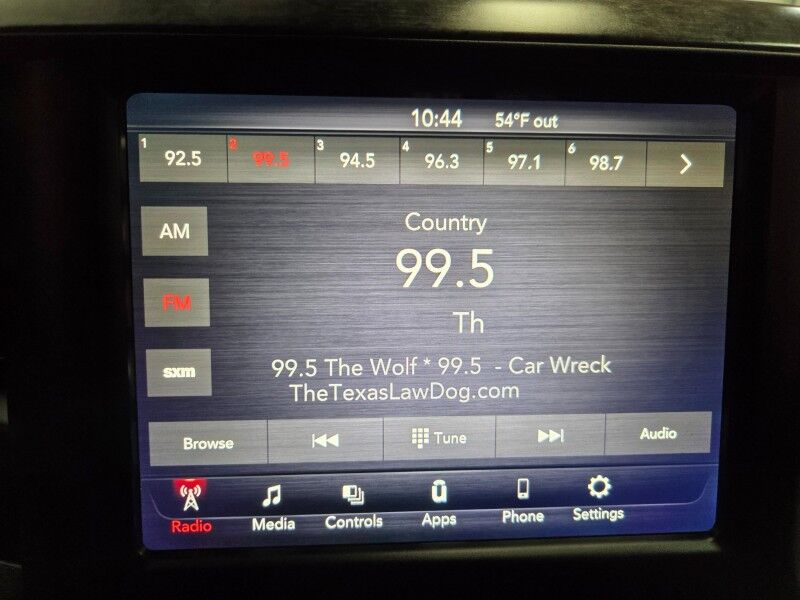 10:44 54°F out
1 92.5 2 99.5 3 94.5 4 96.3 5 97.1 6 98.7
AM
Country
99.5
FM
Th
sxm
99.5 The Wolf * 99.5 - Car Wreck
TheTexasLawDog.com
Browse Tune Audio
Radio Media Controls Apps Phone Settings